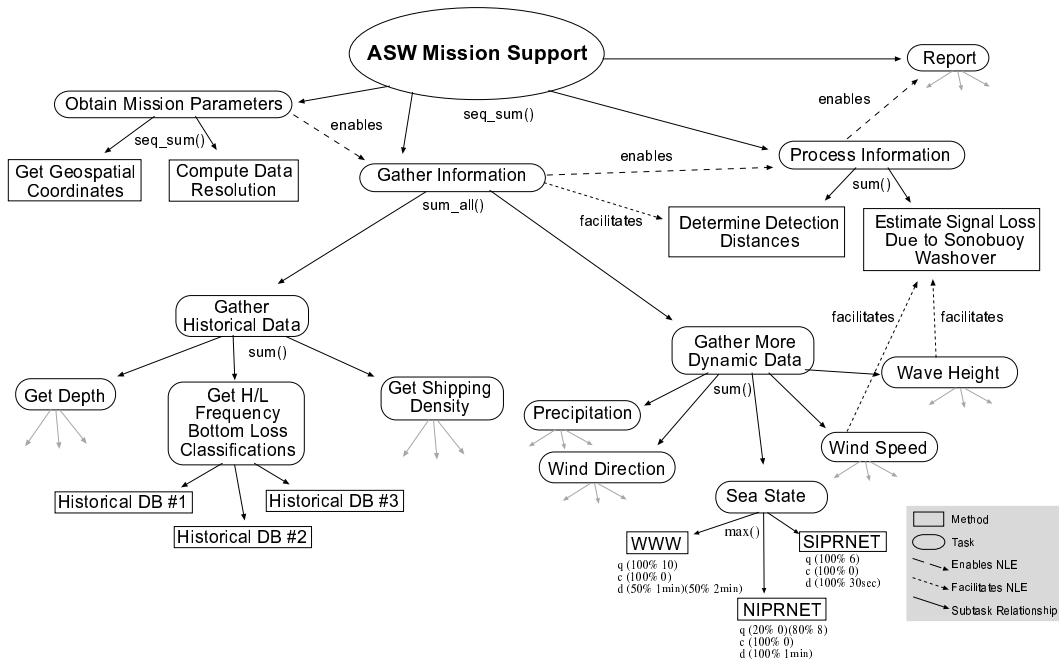 ASW Mission Support
Report
Obtain Mission Parameters
enables
seq_sum()
enables
seq_sum()
enables
Get Geospatial
Coordinates
Compute Data
Resolution
Gather Information
Process Information
sum_all()
sum()
facilitates
Determine Detection
Distances
Estimate Signal Loss
Due to Sonobuoy
Washover
Gather
Historical Data
facilitates
facilitates
Gather More
Dynamic Data
sum()
sum()
Get Depth
Get H/L
Frequency
Bottom Loss
Classifications
Get Shipping
Density
Wave Height
Precipitation
Wind Direction
Wind Speed
Historical DB #1
Historical DB #3
Historical DB #2
Sea State
max()
WWW
q (100% 10)
c (100% 0)
d (50% 1min)(50% 2min)
SIPRNET
q (100% 6)
c (100% 0)
d (100% 30sec)
NIPRNET
q (20% 0)(80% 8)
c (100% 0)
d (100% 1min)
Method
Task
Enables NLE
Facilitates NLE
Subtask Relationship